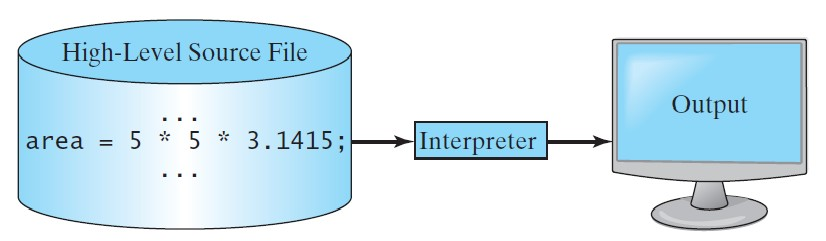 High-Level Source File
...
area = 5 * 5 * 3.1415;
...
Interpreter
Output